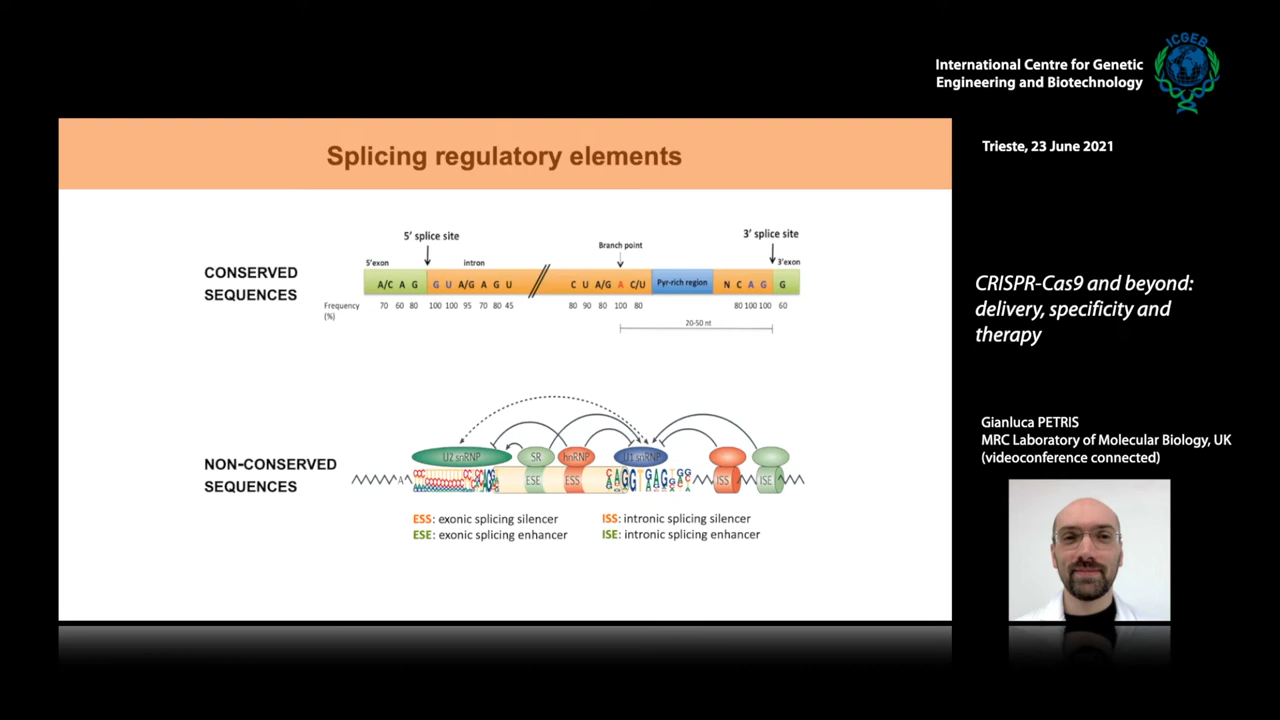 International Centre for Genetic
Engineering and Biotechnology
ICGEB
Trieste, 23 June 2021
CRISPR-Cas9 and beyond:
delivery, specificity and
therapy
Gianluca PETRIS
MRC Laboratory of Molecular Biology, UK
(videoconference connected)
Splicing regulatory elements
CONSERVED
SEQUENCES
5' splice site
Branch point
3' splice site
5'exon
intron
3'exon
A/C A G G U A/G A G U
C U A/G A C/U
Pyr-rich region
N C A G G
Frequency
(%)
70 60 80 100 100 95 70 80 45
80 90 80 100 80
80 100 100 60
20-50 nt
NON-CONSERVED
SEQUENCES
U2 snRNP
SR
hnRNP
U1 snRNP
A
ESE
ESS
AGGT AG
ISS
ISE
ESS: exonic splicing silencer
ESE: exonic splicing enhancer
ISS: intronic splicing silencer
ISE: intronic splicing enhancer